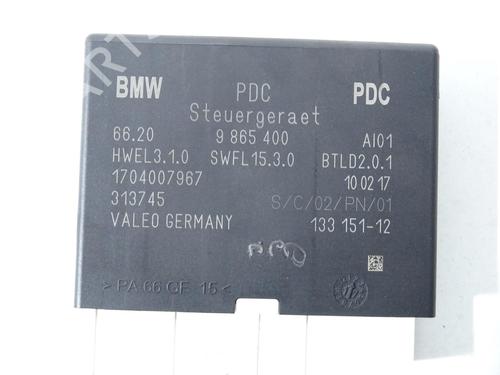 BMW PDC PDC
Steuergeraet
66.20 9 865 400 AI01
HWEL3.1.0 SWFL15.3.0 BTLD2.0.1
1704007967 10 02 17
313745 S/C/02/PN/01
VALEO GERMANY 133 151-12
> PA 66 GF 15 <